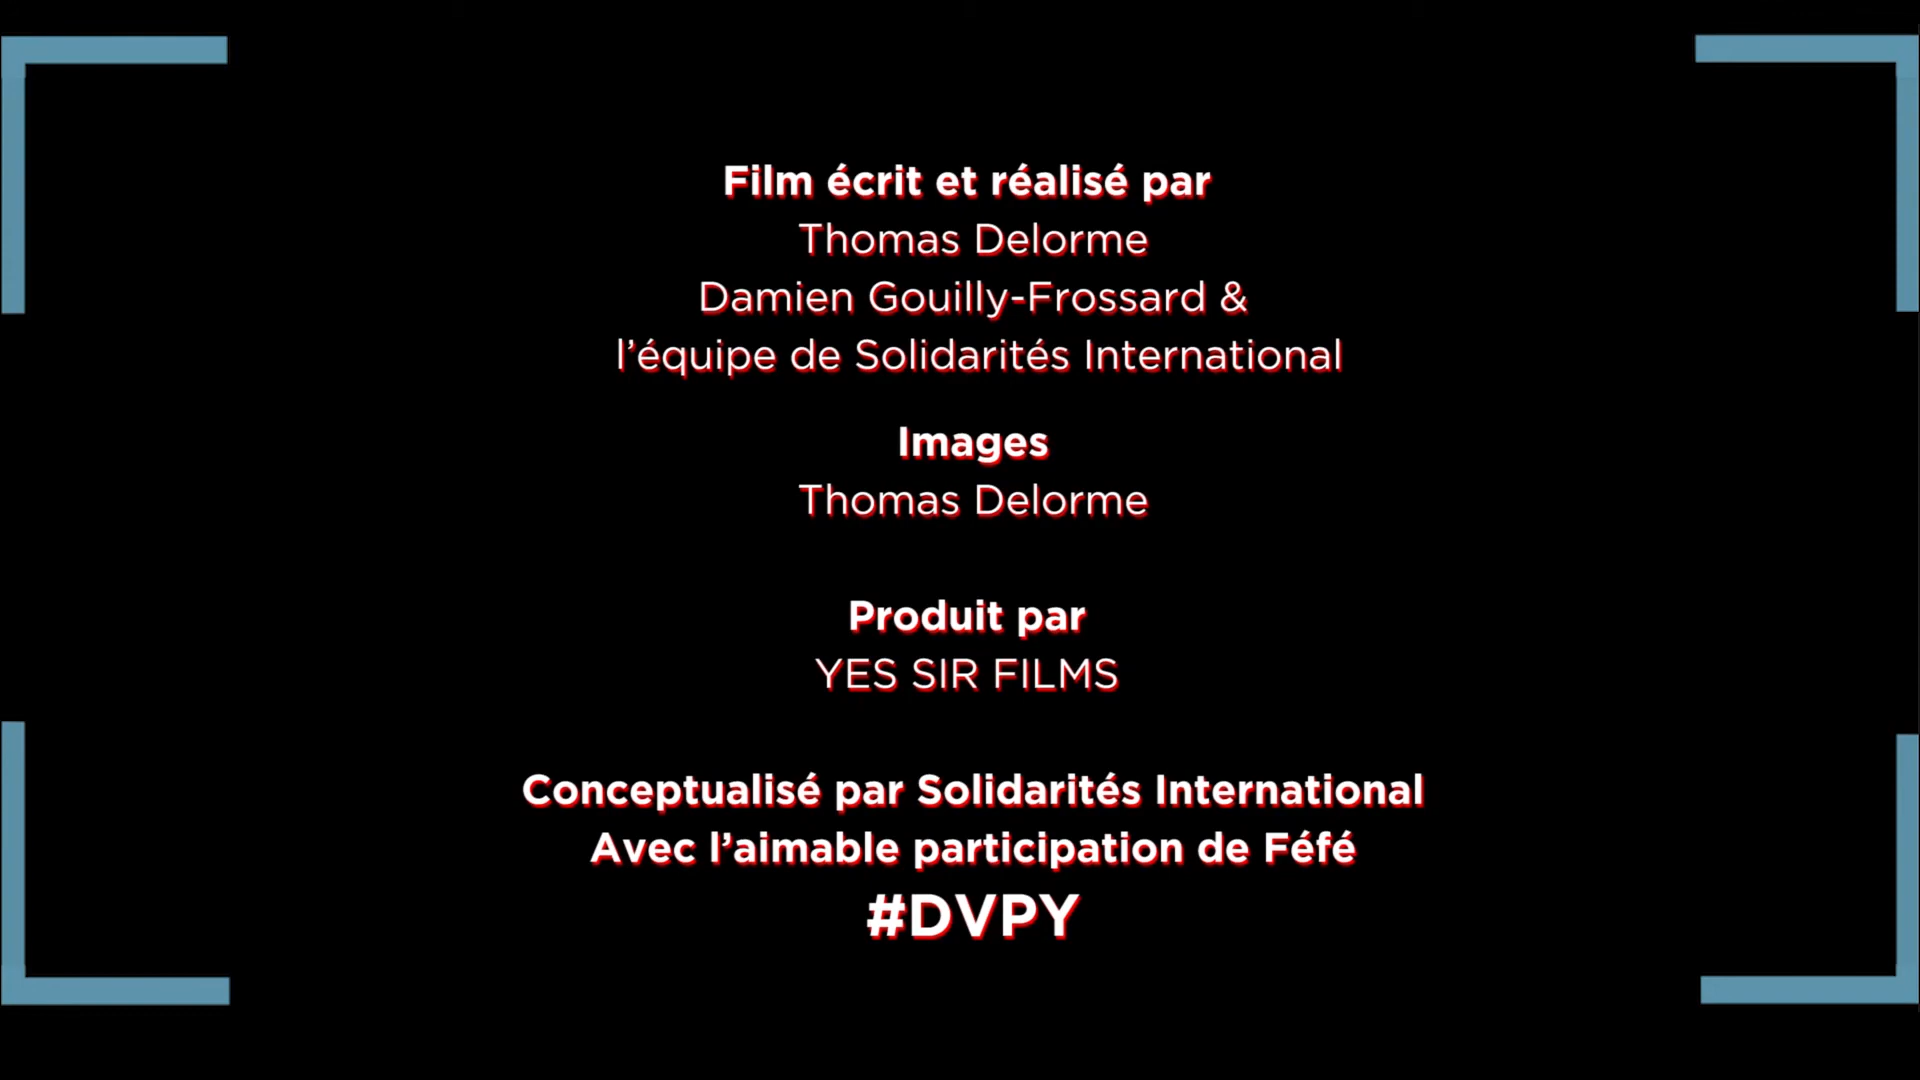 Film écrit et réalisé par
Thomas Delorme
Damien Gouilly-Frossard &
l’équipe de Solidarités International
Images
Thomas Delorme
Produit par
YES SIR FILMS
Conceptualisé par Solidarités International
Avec l’aimable participation de Féfé
#DVPY